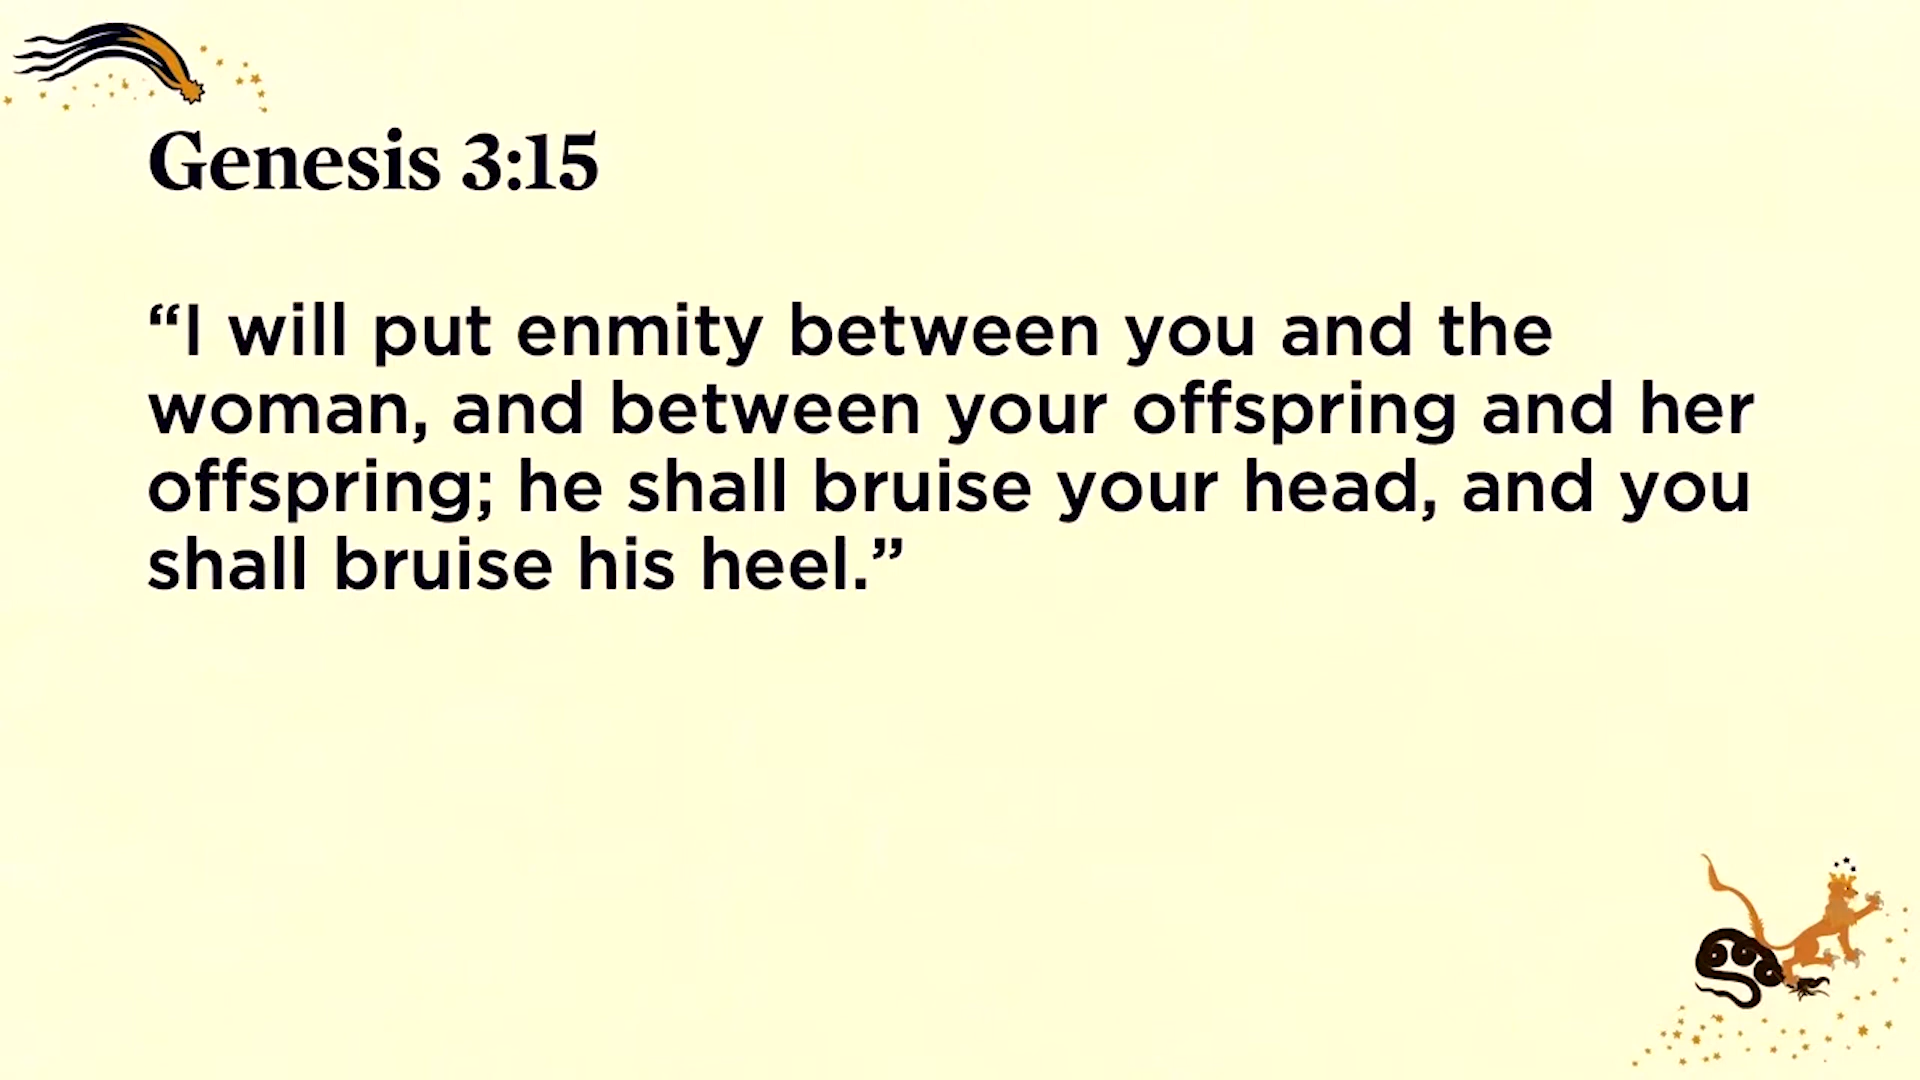 Genesis 3:15
“I will put enmity between you and the
woman, and between your offspring and her
offspring; he shall bruise your head, and you
shall bruise his heel.”